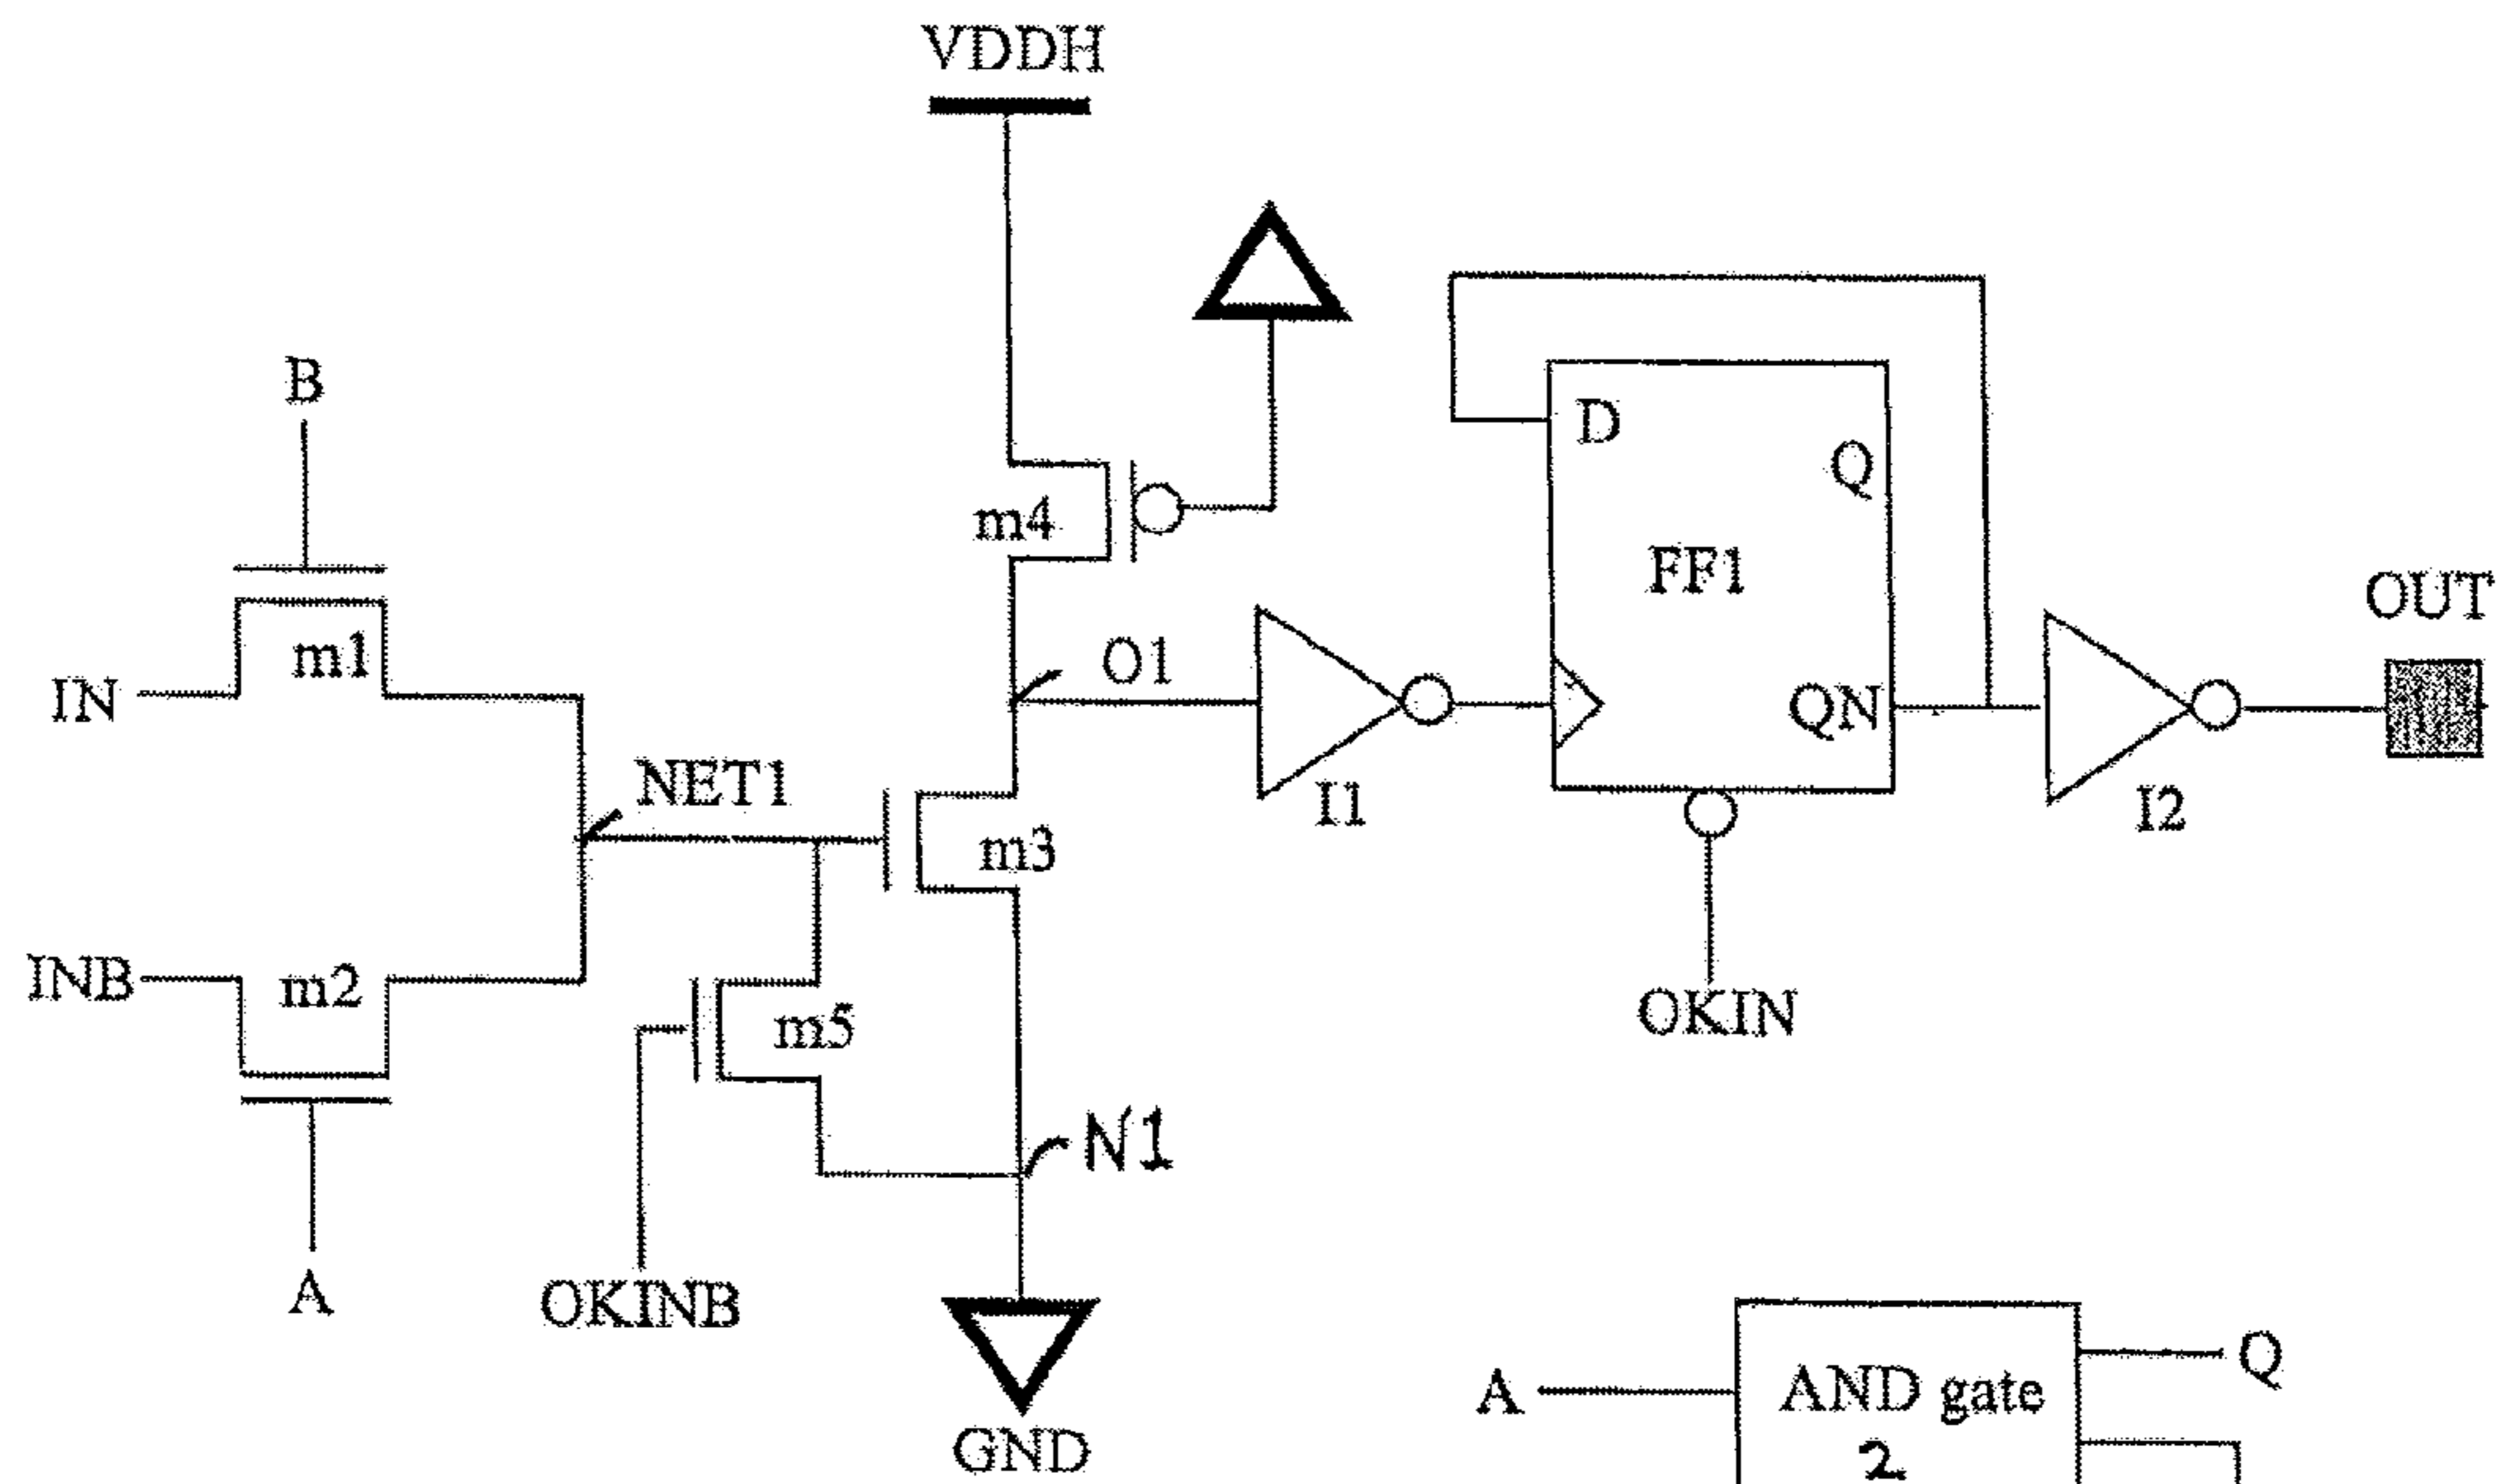 VDDH
B
m4
D
Q
FF1
OUT
m1
O1
IN
QN
NET1
I1
I2
m3
INB
m2
m5
OKIN
N1
A
OKINB
GND
A
AND gate
2
Q